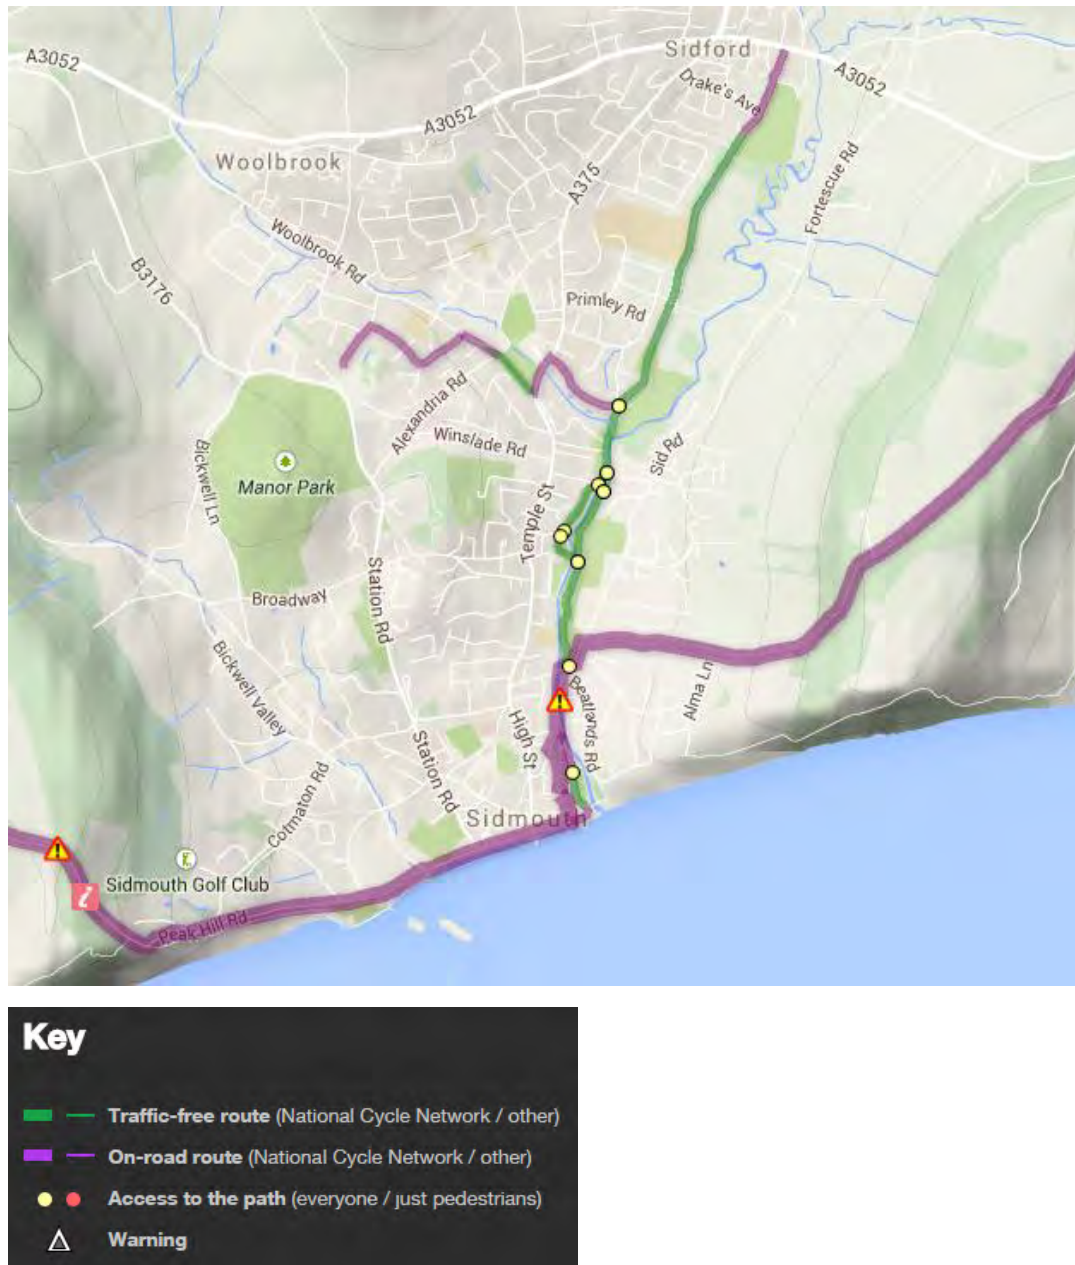 Sidford
A3052
Drake's Ave
A3052
A3052
Woolbrook
A375
Fortescue Rd
Woolbrook Rd
B3176
Primley Rd
Alexandria Rd
Winslade Rd
Sid Rd
Bickwell Ln
Manor Park
Temple St
Station Rd
Broadway
Bickwell Valley
Alma Ln
Beatlands Rd
High St
Station Rd
Cotmaton Rd
Sidmouth
Sidmouth Golf Club
Peak Hill Rd
Key
Traffic-free route (National Cycle Network / other)
On-road route (National Cycle Network / other)
Access to the path (everyone / just pedestrians)
Warning